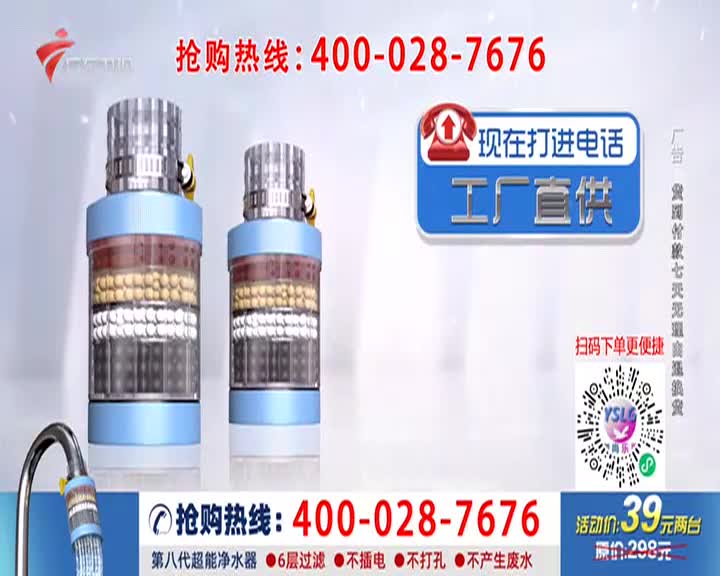 抢购热线：400-028-7676
现在打进电话
工厂直供
广告 货到付款七天无理由退换货
扫码下单更便捷
YSLG
抢购热线：400-028-7676
第八代超能净水器 ●6层过滤 ●不插电 ●不打孔 ●不产生废水
活动价：39元两台
原价：298元